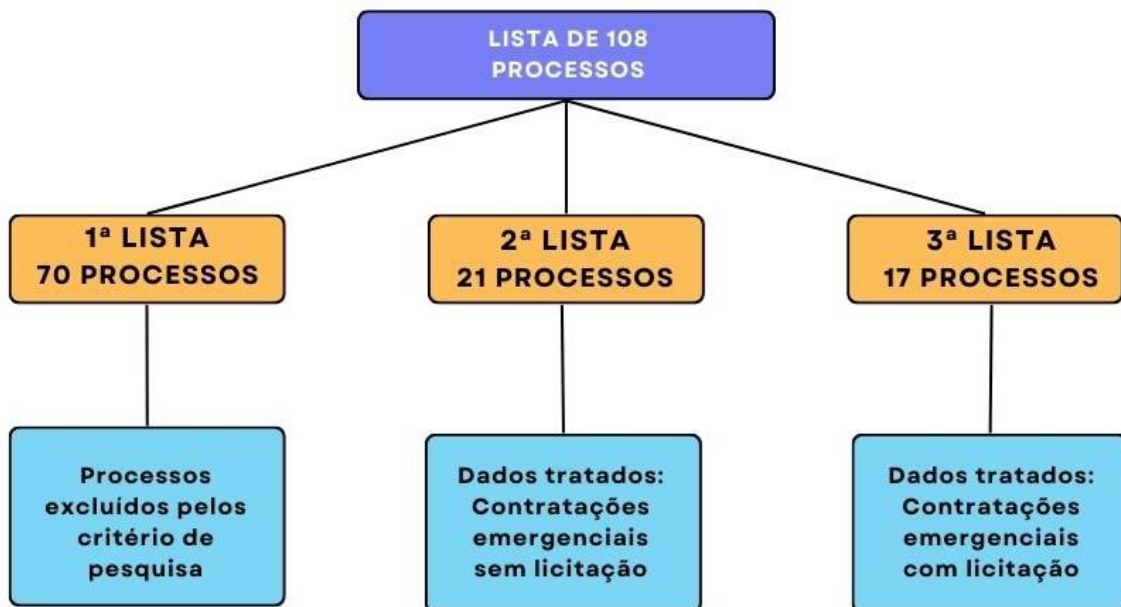 LISTA DE 108
PROCESSOS
1ª LISTA
70 PROCESSOS
2ª LISTA
21 PROCESSOS
3ª LISTA
17 PROCESSOS
Processos
excluídos pelos
critério de
pesquisa
Dados tratados:
Contratações
emergenciais
sem licitação
Dados tratados:
Contratações
emergenciais
com licitação